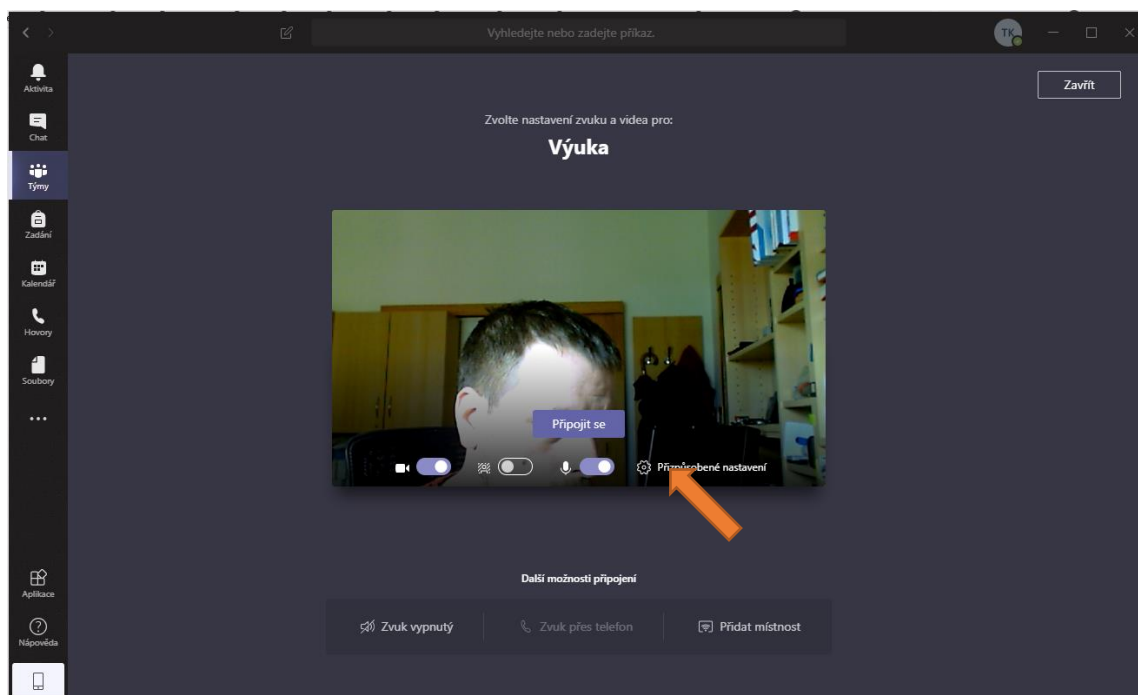 Vyhledejte nebo zadejte příkaz.
TK
Aktivita
Chat
Týmy
Zadání
Kalendář
Hovory
Soubory
Aplikace
Nápověda
Zavřít
Zvolte nastavení zvuku a videa pro:
Výuka
Připojit se
Přizpůsobené nastavení
Další možnosti připojení
Zvuk vypnutý
Zvuk přes telefon
Přidat místnost